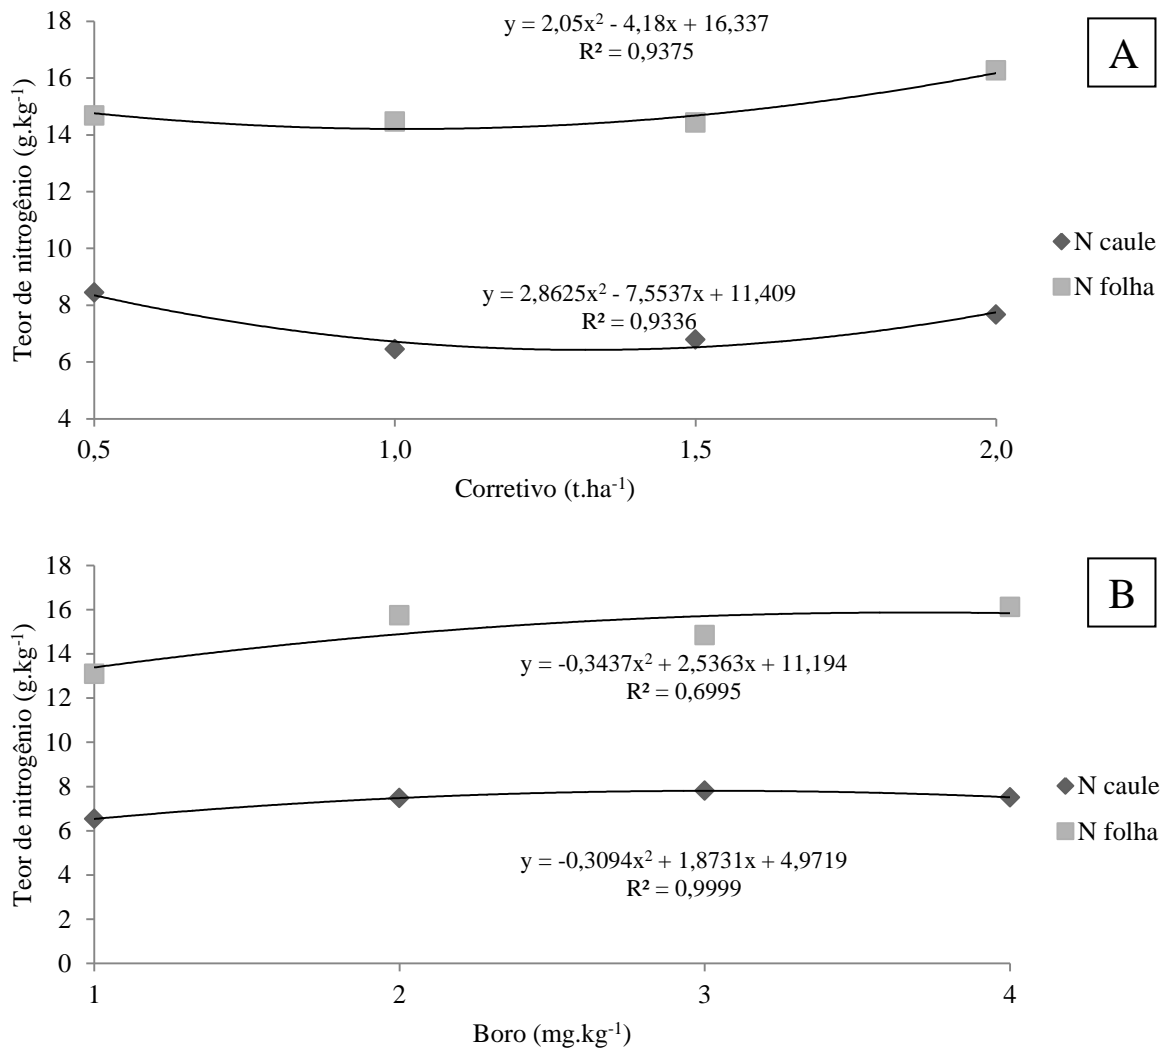 18
16
14
12
10
8
6
4
Teor de nitrogênio (g.kg⁻¹)
y = 2,05x² - 4,18x + 16,337
R² = 0,9375
A
y = 2,8625x² - 7,5537x + 11,409
R² = 0,9336
N caule
N folha
0,5 1,0 1,5 2,0
Corretivo (t.ha⁻¹)
18
16
14
12
10
8
6
4
2
0
Teor de nitrogênio (g.kg⁻¹)
B
y = -0,3437x² + 2,5363x + 11,194
R² = 0,6995
y = -0,3094x² + 1,8731x + 4,9719
R² = 0,9999
N caule
N folha
1 2 3 4
Boro (mg.kg⁻¹)